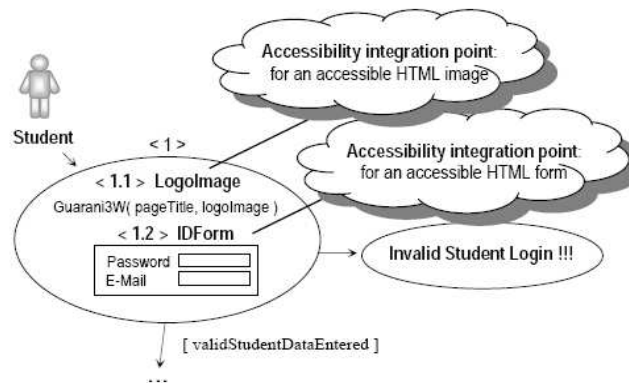 Accessibility integration point:
for an accessible HTML image
Student
< 1 >
Accessibility integration point:
for an accessible HTML form
< 1.1 > LogoImage
Guarani3W( pageTitle, logoImage )
< 1.2 > IDForm
Password
E-Mail
Invalid Student Login !!!
[ validStudentDataEntered ]
...